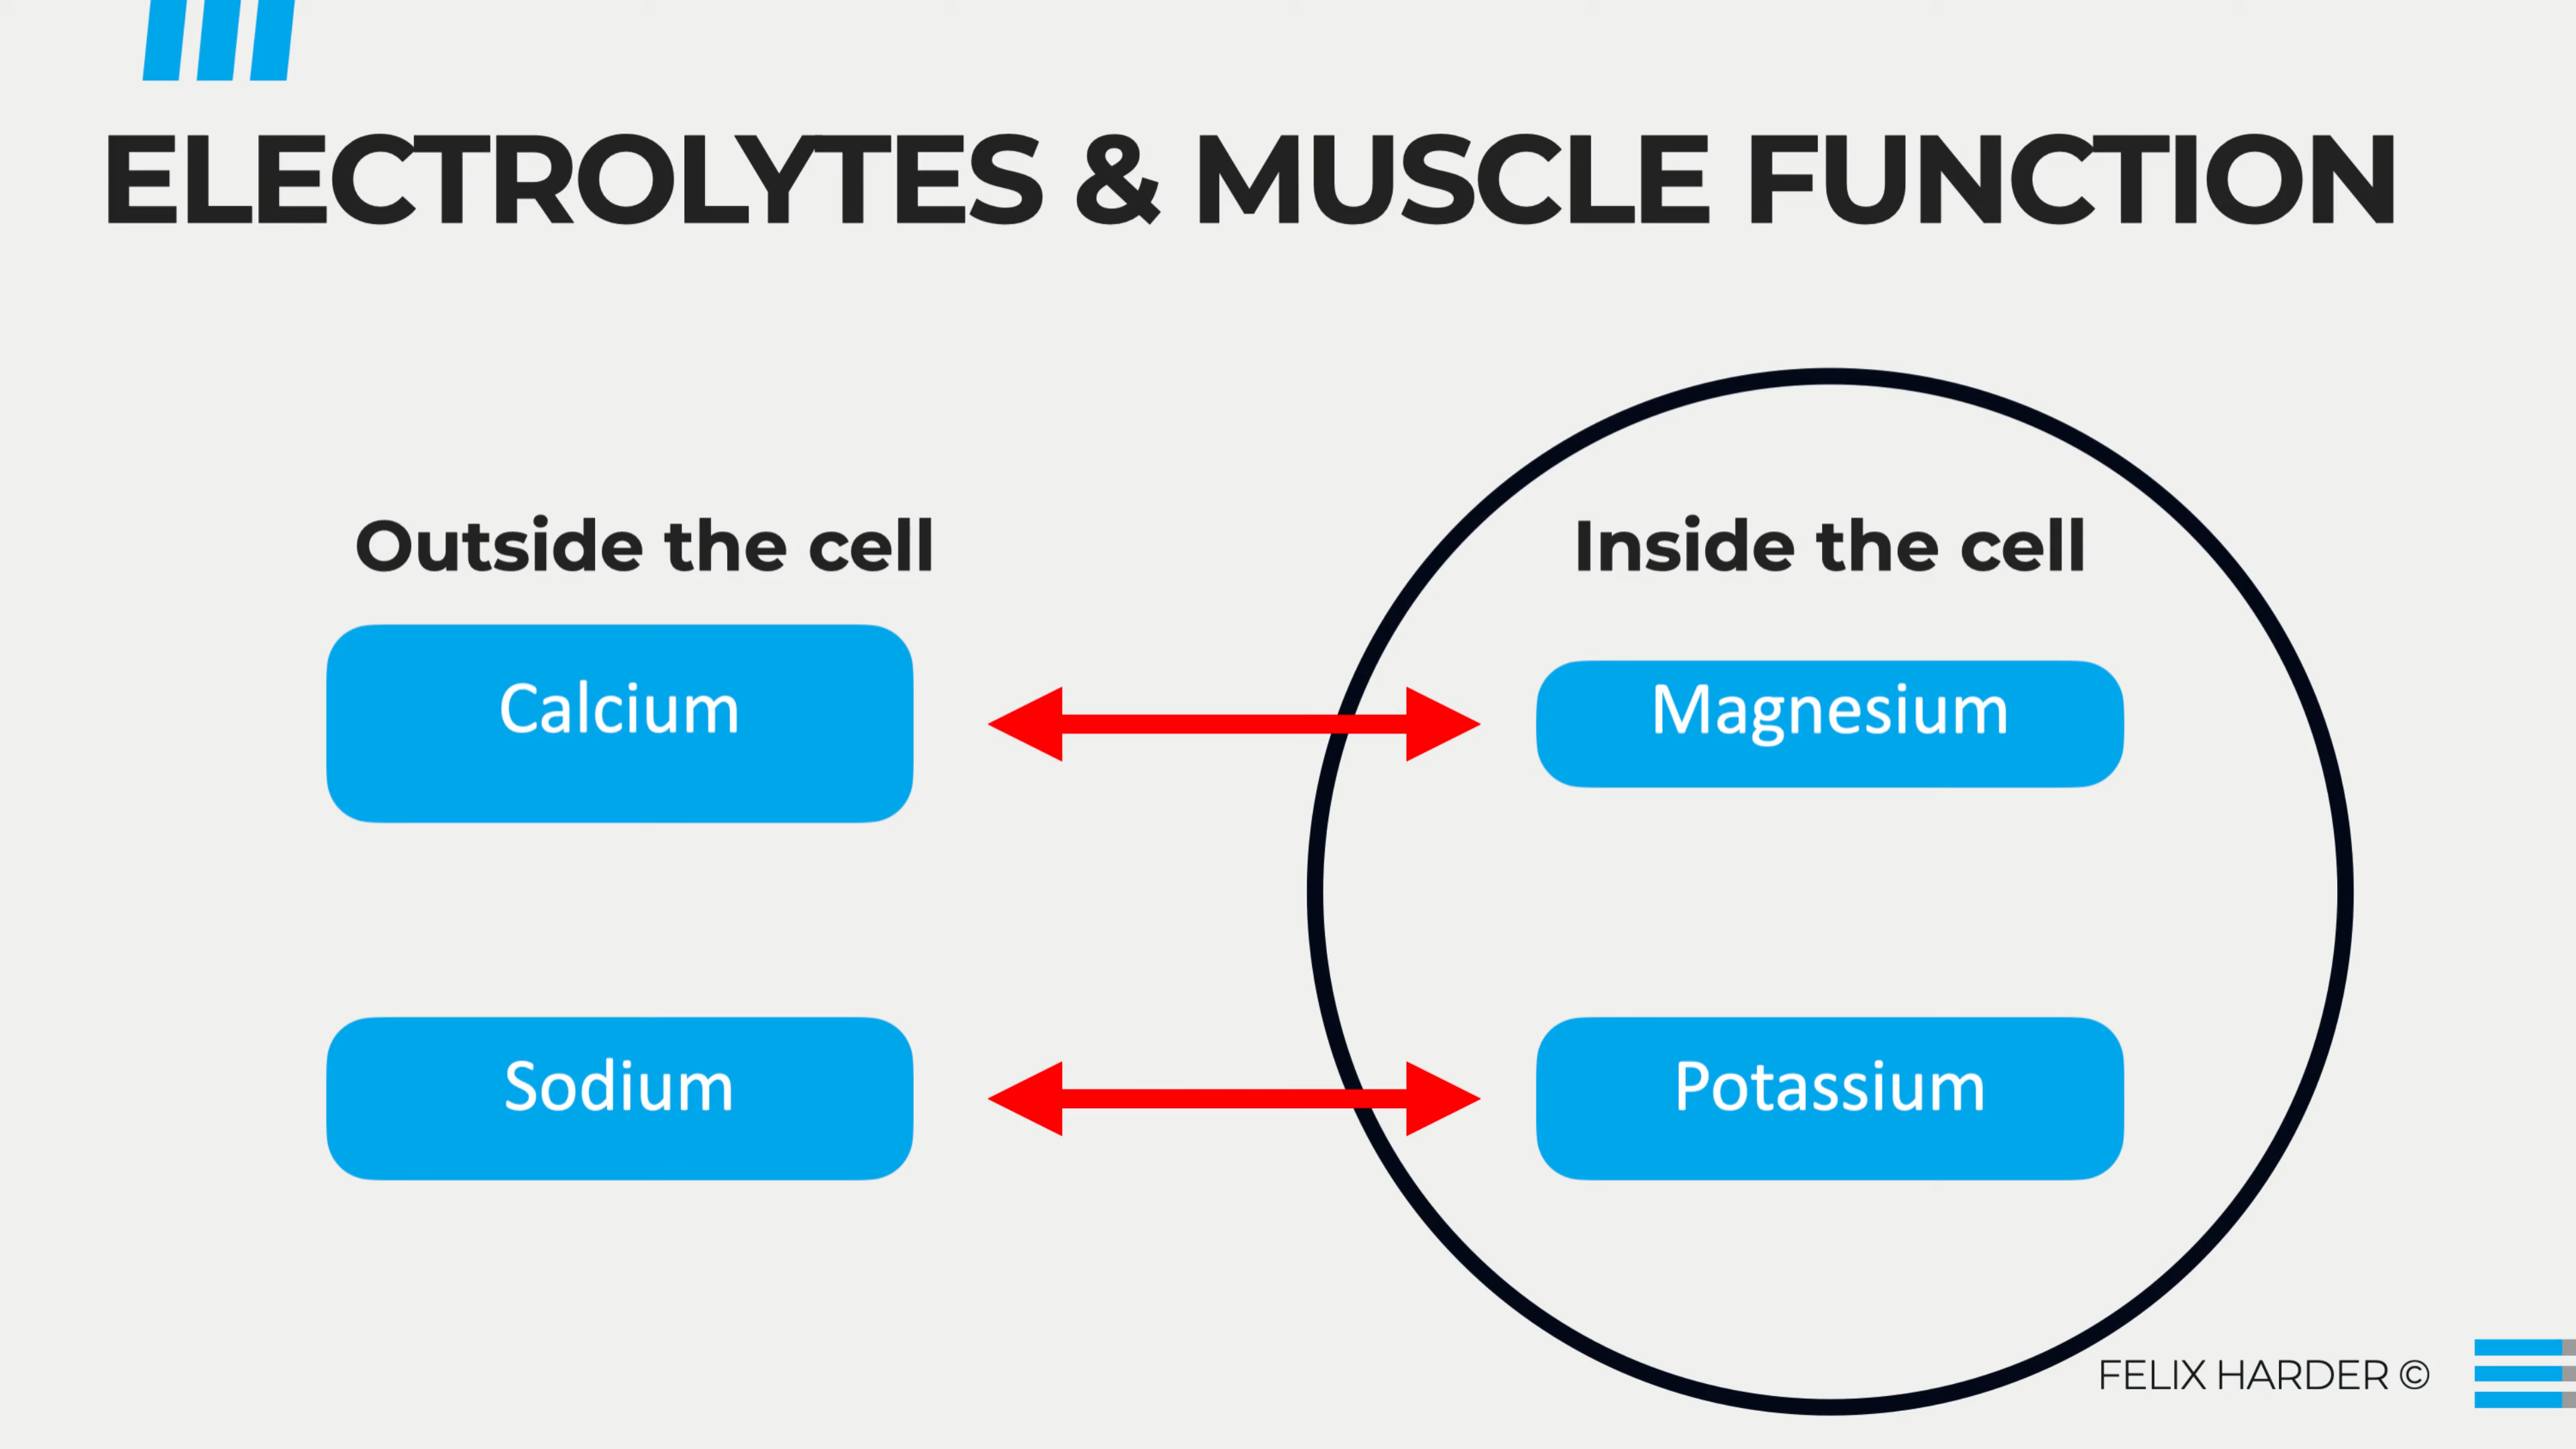 ELECTROLYTES & MUSCLE FUNCTION
Outside the cell
Inside the cell
Calcium
Magnesium
Sodium
Potassium
FELIX HARDER ©